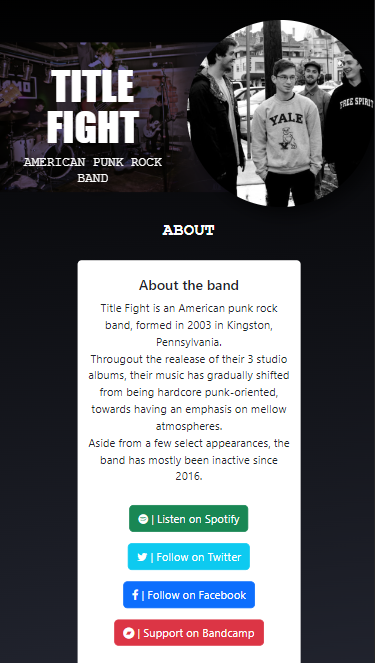 TITLE
FIGHT
AMERICAN PUNK ROCK
BAND
YALE
FREE SPIRIT
ABOUT
About the band
Title Fight is an American punk rock
band, formed in 2003 in Kingston,
Pennsylvania.
Througout the realease of their 3 studio
albums, their music has gradually shifted
from being hardcore punk-oriented,
towards having an emphasis on mellow
atmospheres.
Aside from a few select appearances, the
band has mostly been inactive since
2016.
| Listen on Spotify
| Follow on Twitter
| Follow on Facebook
| Support on Bandcamp